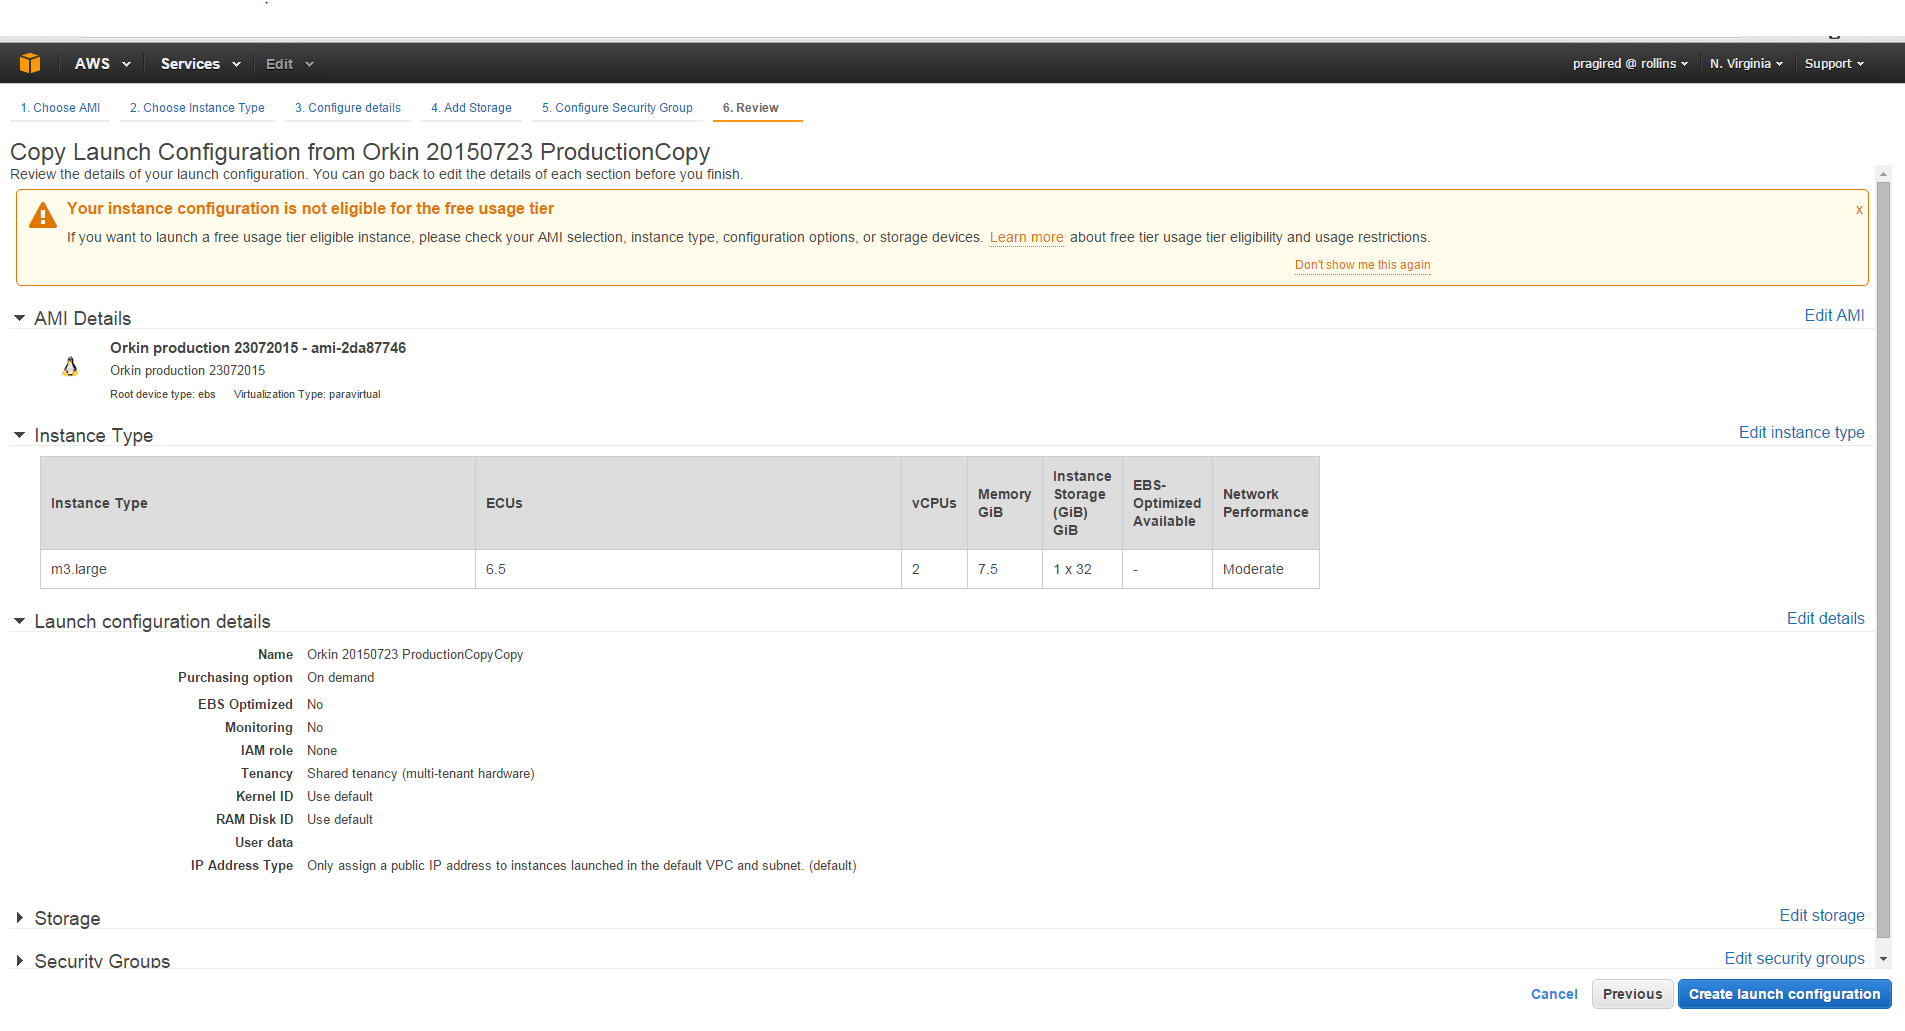 AWS Services Edit pragired @ rollins N. Virginia Support
1. Choose AMI 2. Choose Instance Type 3. Configure details 4. Add Storage 5. Configure Security Group 6. Review
Copy Launch Configuration from Orkin 20150723 ProductionCopy
Review the details of your launch configuration. You can go back to edit the details of each section before you finish.
Your instance configuration is not eligible for the free usage tier
x
If you want to launch a free usage tier eligible instance, please check your AMI selection, instance type, configuration options, or storage devices. Learn more about free tier usage tier eligibility and usage restrictions.
Don't show me this again
AMI Details Edit AMI
Orkin production 23072015 - ami-2da87746
Orkin production 23072015
Root device type: ebs Virtualization Type: paravirtual
Instance Type Edit instance type
Instance Type ECUs vCPUs Memory GiB Instance Storage (GiB) GiB EBS-Optimized Available Network Performance
m3.large 6.5 2 7.5 1 x 32 - Moderate
Launch configuration details Edit details
Name Orkin 20150723 ProductionCopyCopy
Purchasing option On demand
EBS Optimized No
Monitoring No
IAM role None
Tenancy Shared tenancy (multi-tenant hardware)
Kernel ID Use default
RAM Disk ID Use default
User data
IP Address Type Only assign a public IP address to instances launched in the default VPC and subnet. (default)
Storage Edit storage
Security Groups Edit security groups
Cancel Previous Create launch configuration